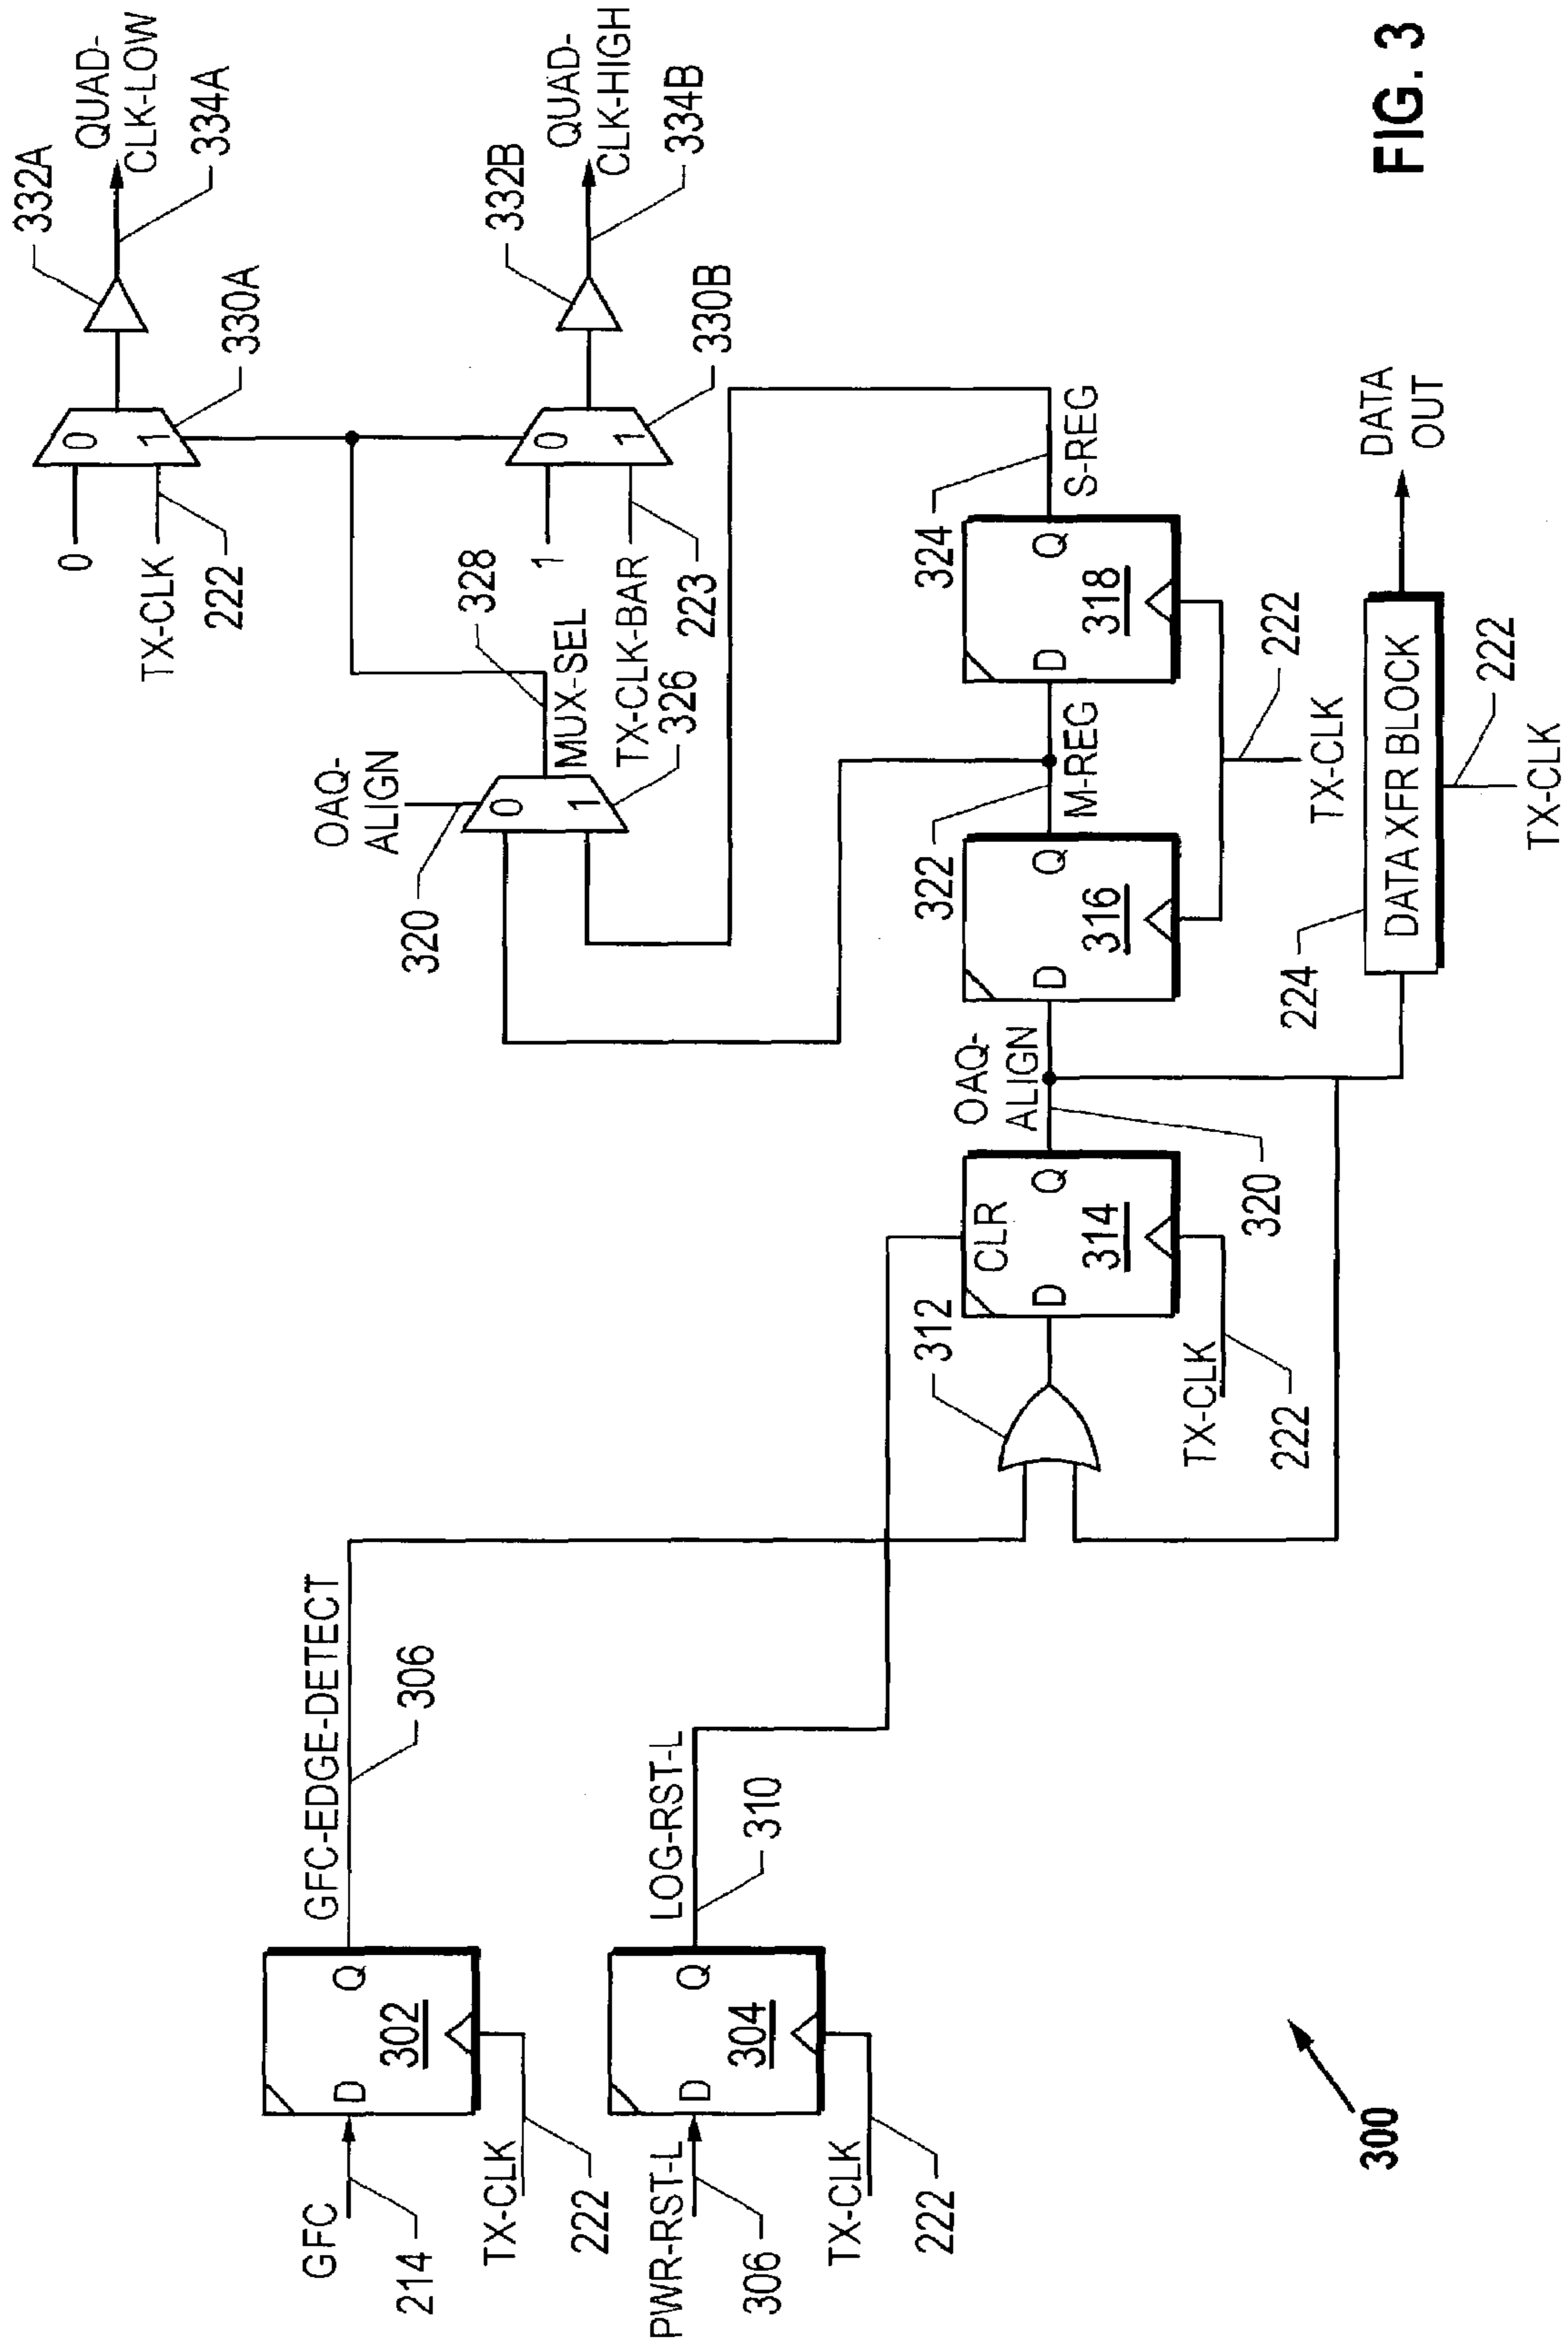 QUAD-
CLK-LOW
332A
334A
330A
0
1
0
TX-CLK
222
QUAD-
CLK-HIGH
332B
334B
330B
0
1
1
TX-CLK-BAR
223
OAQ-
ALIGN
320
0
1
328
MUX-SEL
326
GFC-EDGE-DETECT
306
GFC
214
D
Q
302
TX-CLK
222
LOG-RST-L
310
PWR-RST-L
306
D
Q
304
TX-CLK
222
312
CLR
D
Q
314
TX-CLK
222
OAQ-
ALIGN
320
D
Q
316
322
M-REG
D
Q
318
324
S-REG
TX-CLK
222
224
DATA XFR BLOCK
DATA
OUT
TX-CLK
222
300
FIG. 3